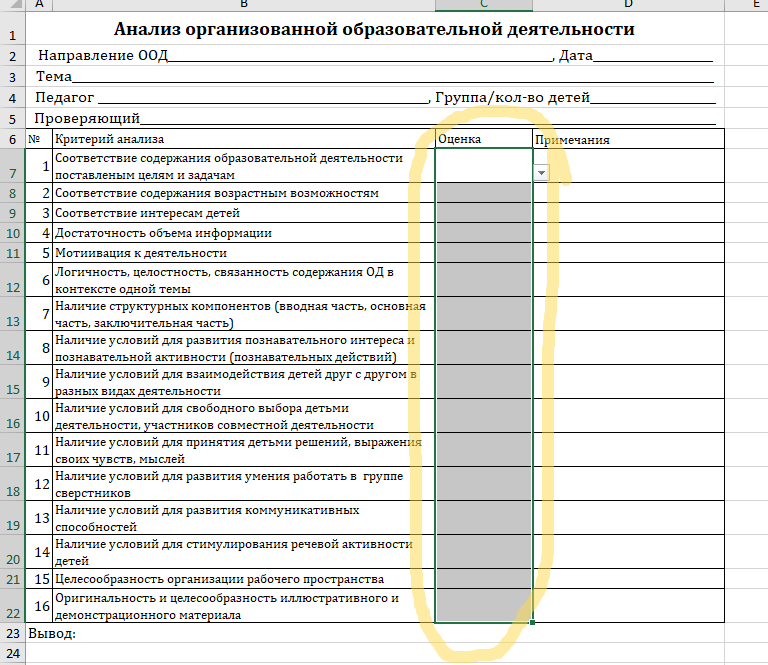 A B C D E
1 Анализ организованной образовательной деятельности
2 Направление ООД____, Дата____
3 Тема____
4 Педагог ____, Группа/кол-во детей____
5 Проверяющий____
6 № Критерий анализа Оценка Примечания
7 1 Соответствие содержания образовательной деятельности
поставленым целям и задачам
8 2 Соответствие содержания возрастным возможностям
9 3 Соответствие интересам детей
10 4 Достаточность объема информации
11 5 Мотиивация к деятельности
12 6 Логичность, целостность, связанность содержания ОД в
контексте одной темы
13 7 Наличие структурных компонентов (вводная часть, основная
часть, заключительная часть)
14 8 Наличие условий для развития познавательного интереса и
познавательной активности (познавательных действий)
15 9 Наличие условий для взаимодействия детей друг с другом в
разных видах деятельности
16 10 Наличие условий для свободного выбора детьми
деятельности, участников совместной деятельности
17 11 Наличие условий для принятия детьми решений, выражения
своих чувств, мыслей
18 12 Наличие условий для развития умения работать в группе
сверстников
19 13 Наличие условий для развития коммуникативных
способностей
20 14 Наличие условий для стимулирования речевой активности
детей
21 15 Целесообразность организации рабочего пространства
22 16 Оригинальность и целесообразность иллюстративного и
демонстрационного материала
23 Вывод:
24